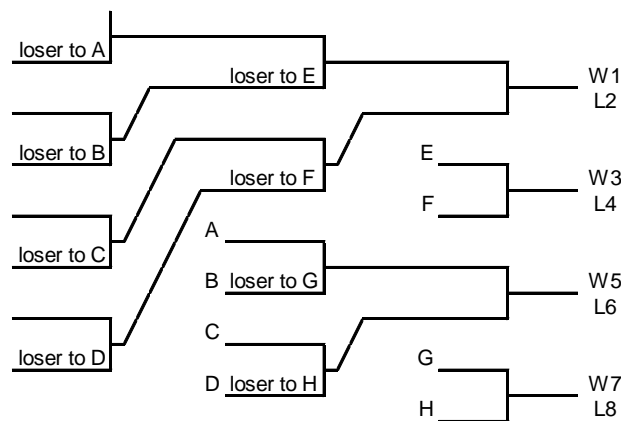 loser to A
loser to E
W1
L2
loser to B
E
loser to F
W3
F
L4
A
loser to C
B loser to G
W5
L6
C
loser to D
G
D loser to H
W7
H
L8